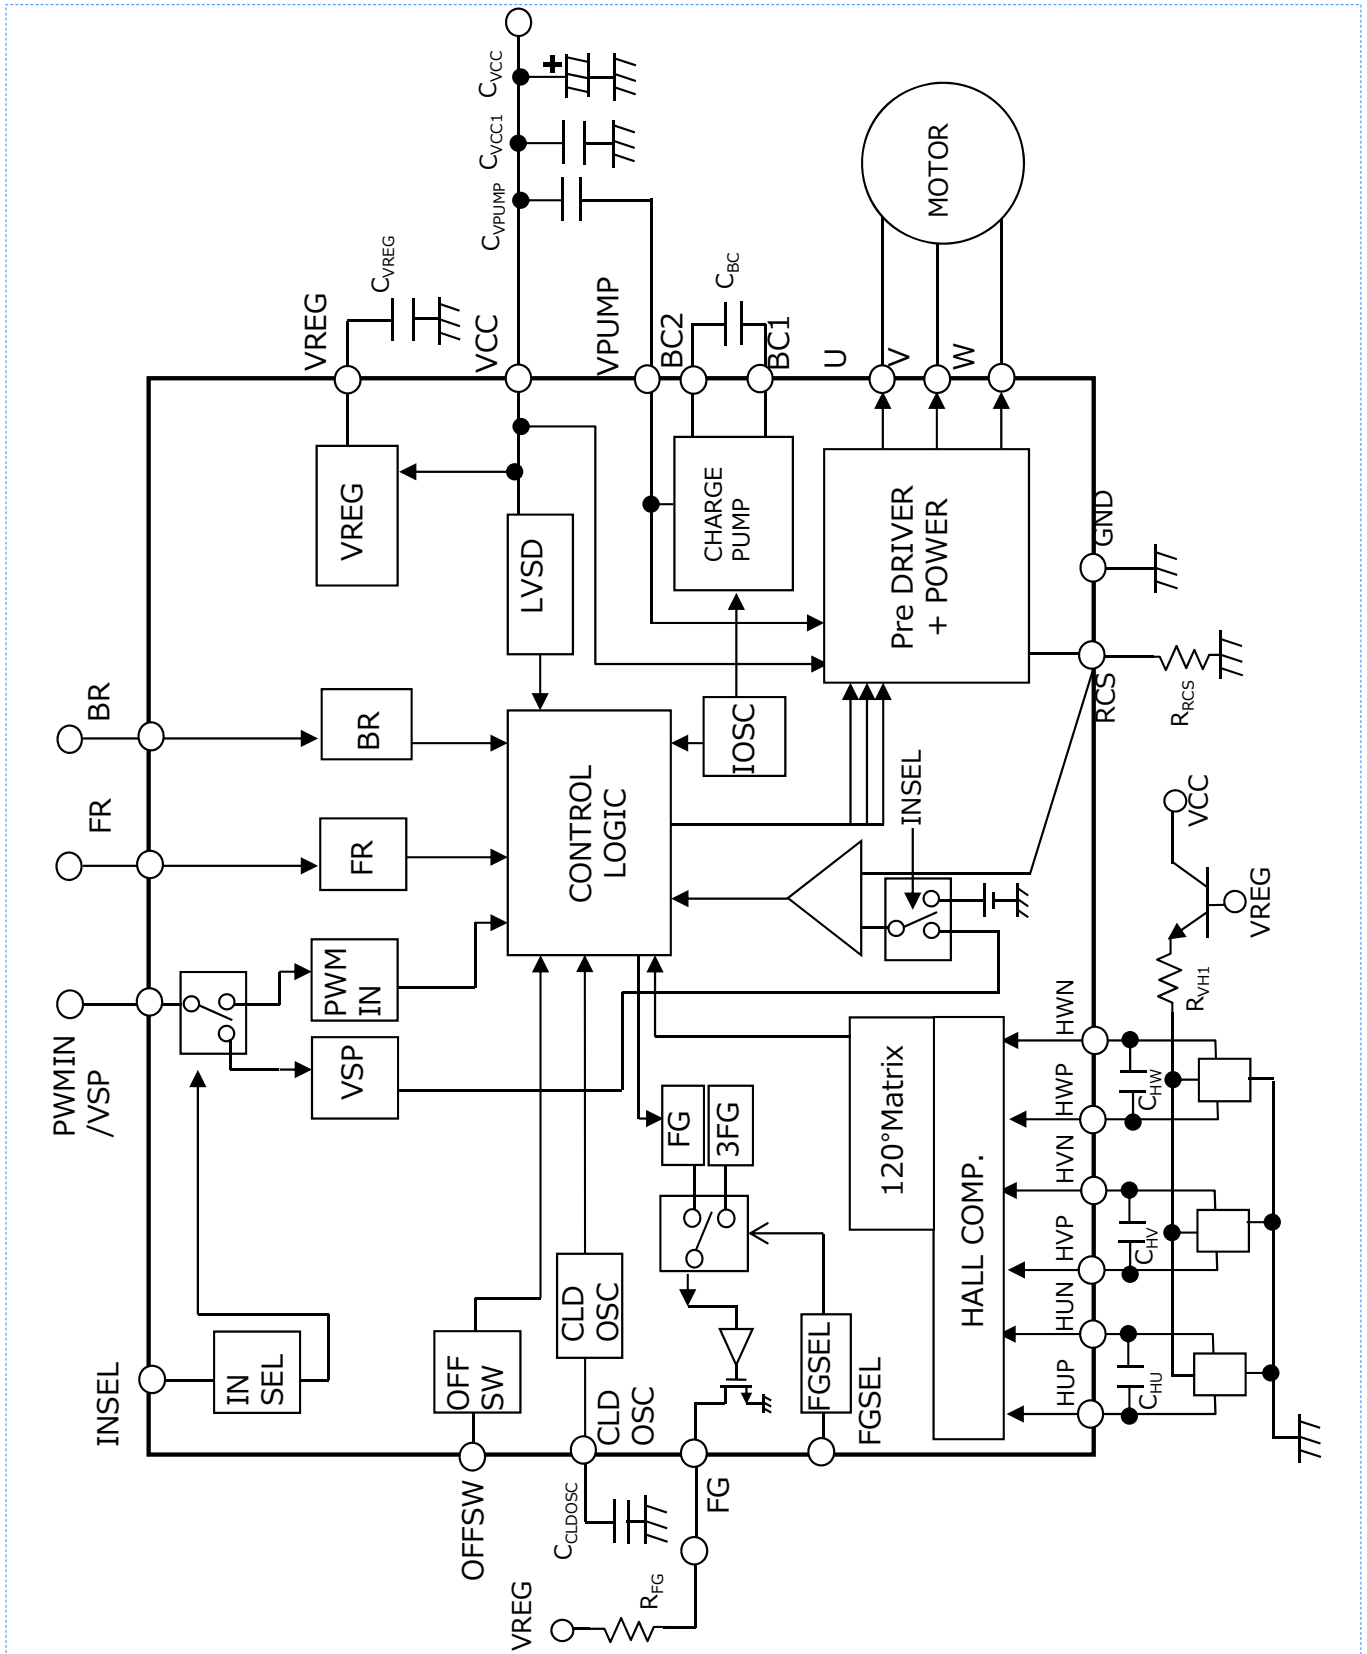 CVCC
CVCC1
CVPUMP
CVREG
CBC
MOTOR
VREG
VCC
VPUMP
BC2
BC1
U
V
W
VREG
LVSD
CHARGE
PUMP
Pre DRIVER
+ POWER
GND
RCS
RRCS
BR
BR
FR
FR
CONTROL
LOGIC
IOSC
INSEL
VCC
VREG
RVH1
PWMIN
/VSP
PWM
IN
VSP
FG
3FG
120°Matrix
HALL COMP.
HWN
HWP
HVN
HVP
HUN
HUP
CHW
CHV
CHU
INSEL
IN
SEL
OFF
SW
CLD
OSC
FGSEL
OFFSW
CLD
OSC
FG
FGSEL
CCLDOSC
VREG
RFG